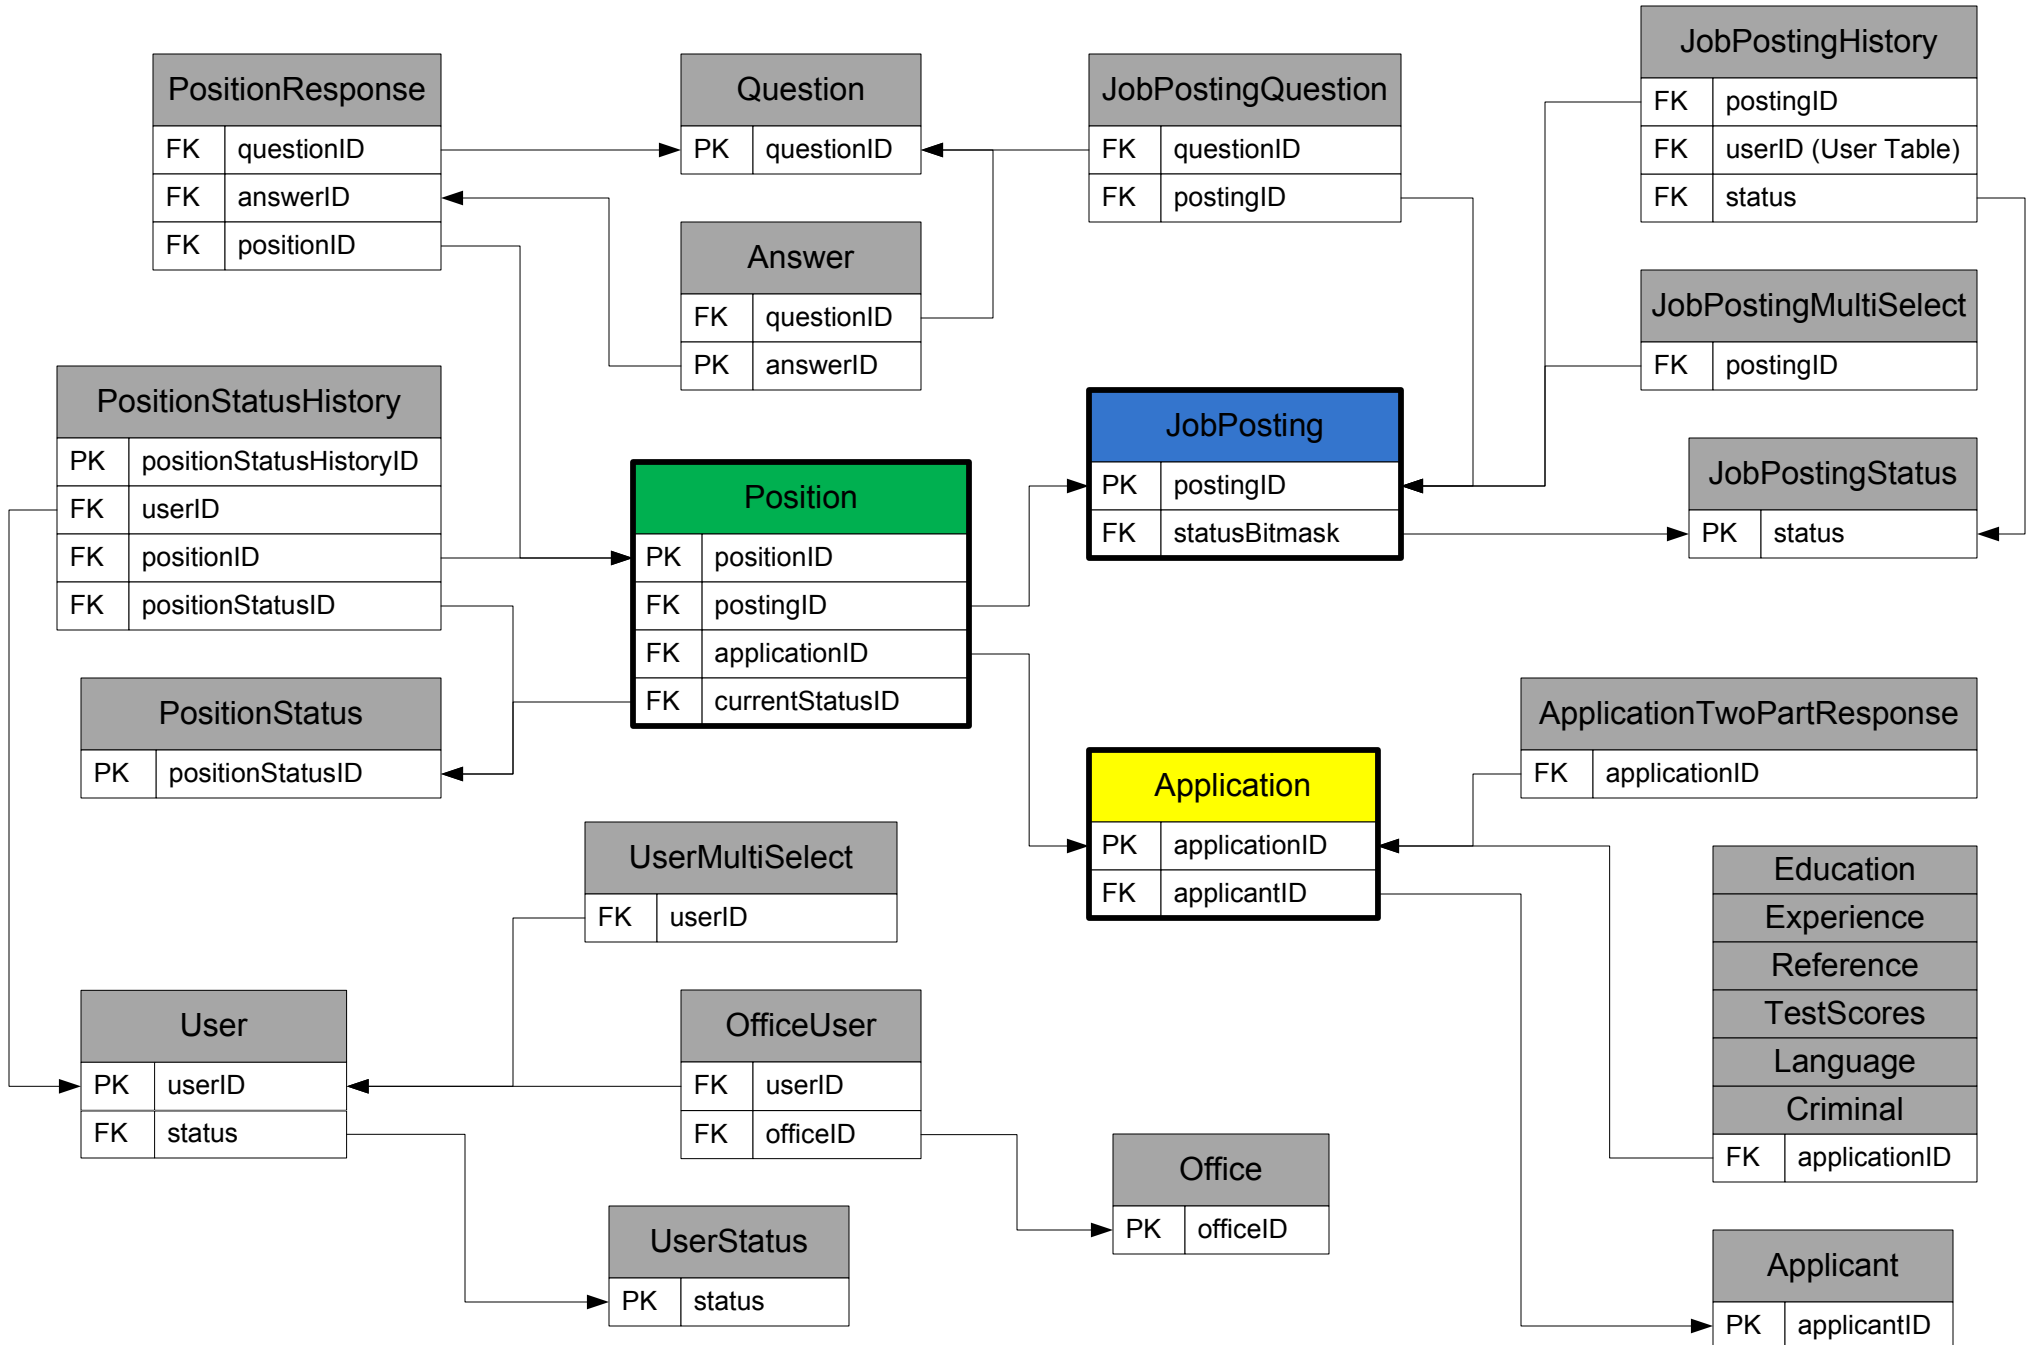 PositionResponse
FK questionID
FK answerID
FK positionID
Question
PK questionID
JobPostingQuestion
FK questionID
FK postingID
JobPostingHistory
FK postingID
FK userID (User Table)
FK status
Answer
FK questionID
PK answerID
JobPostingMultiSelect
FK postingID
PositionStatusHistory
PK positionStatusHistoryID
FK userID
FK positionID
FK positionStatusID
Position
PK positionID
FK postingID
FK applicationID
FK currentStatusID
JobPosting
PK postingID
FK statusBitmask
JobPostingStatus
PK status
PositionStatus
PK positionStatusID
Application
PK applicationID
FK applicantID
ApplicationTwoPartResponse
FK applicationID
UserMultiSelect
FK userID
Education
Experience
Reference
TestScores
Language
Criminal
FK applicationID
User
PK userID
FK status
OfficeUser
FK userID
FK officeID
Office
PK officeID
UserStatus
PK status
Applicant
PK applicantID